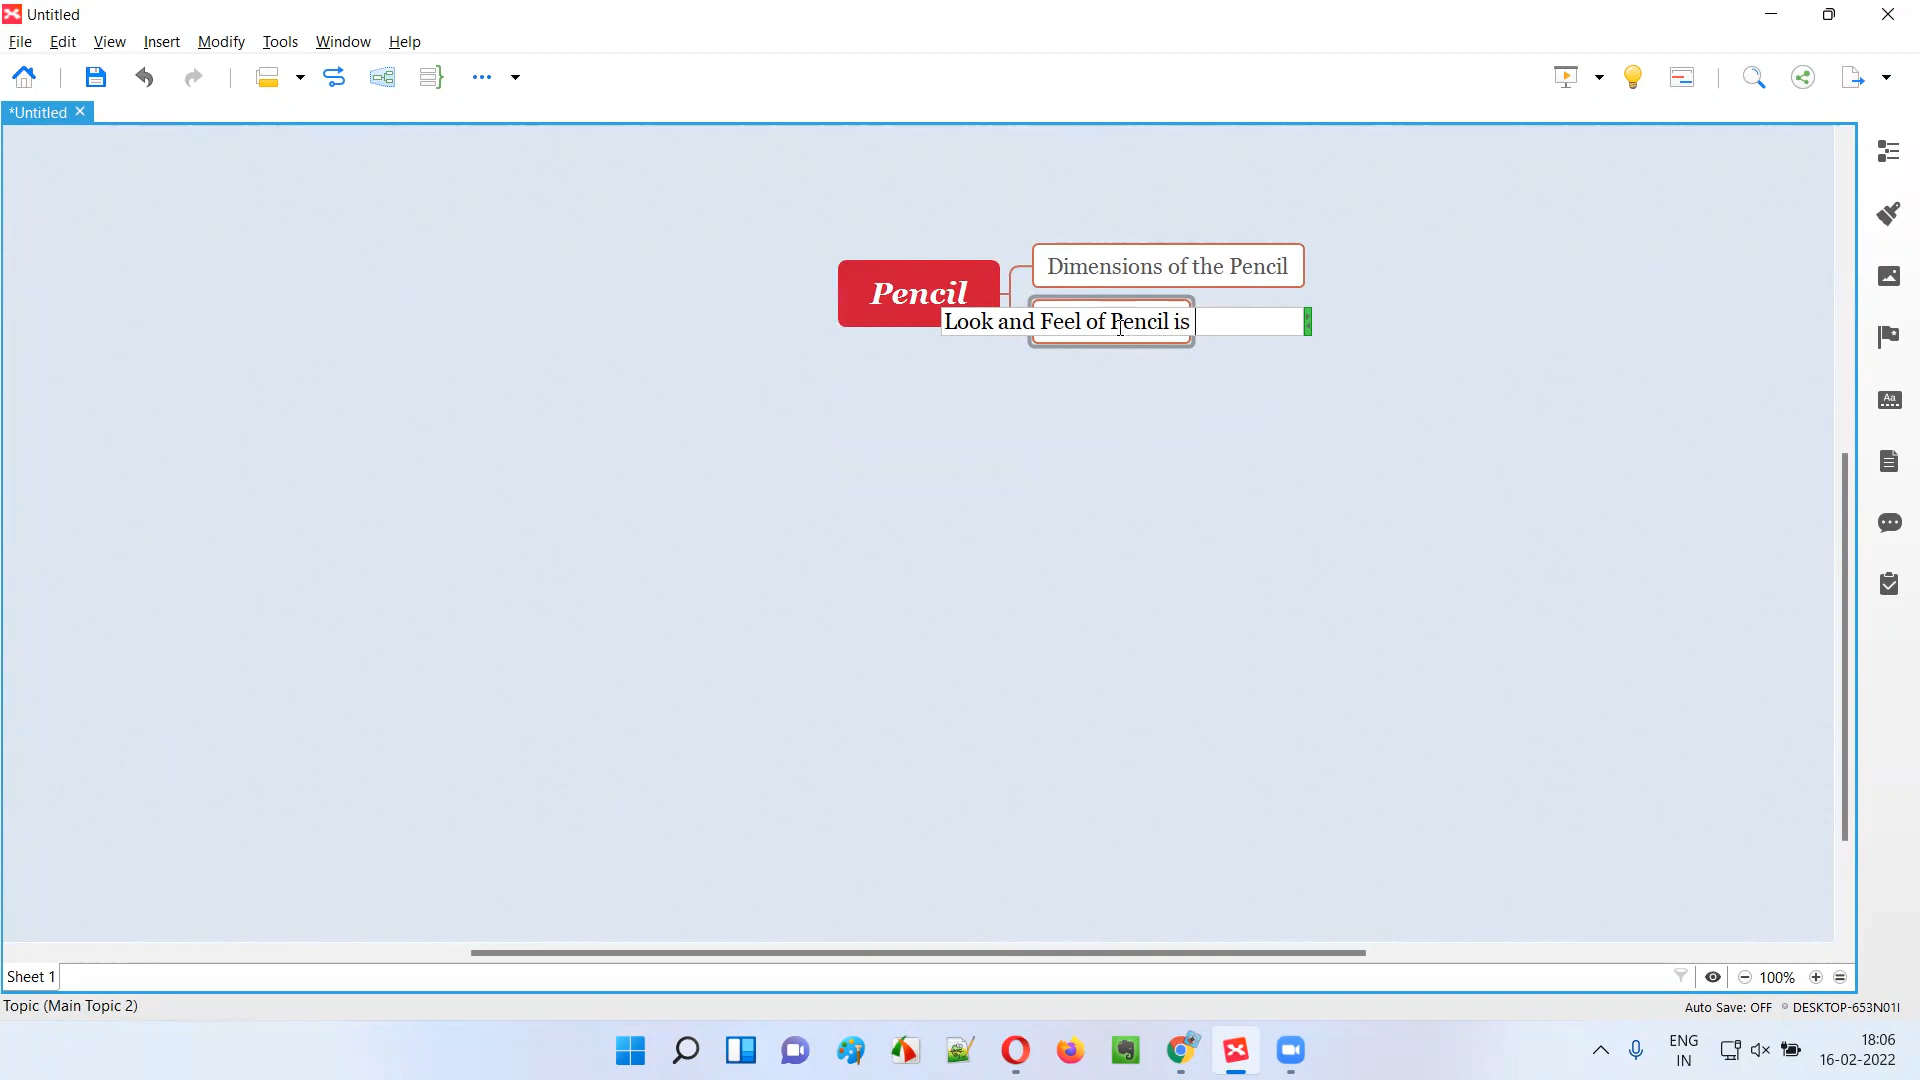 Untitled
File Edit View Insert Modify Tools Window Help
*Untitled
Dimensions of the Pencil
Pencil
Look and Feel of Pencil is
Aa
Sheet 1
100%
Topic (Main Topic 2)
Auto Save: OFF
DESKTOP-653N01I
ENG
IN
18:06
16-02-2022